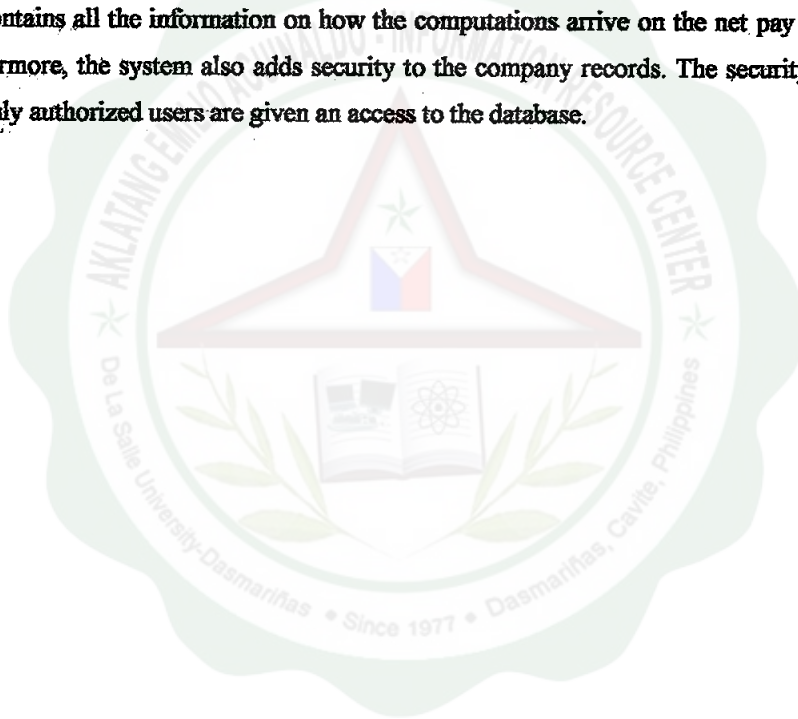 ntains all the information on how the computations arrive on the net pay
rmore, the system also adds security to the company records. The securit
ly authorized users are given an access to the database.
AKLATANG EMILIO AGUINALDO - INFORMATION RESOURCE CENTER
De La Salle University-Dasmariñas • Since 1977 • Dasmariñas, Cavite, Philippines